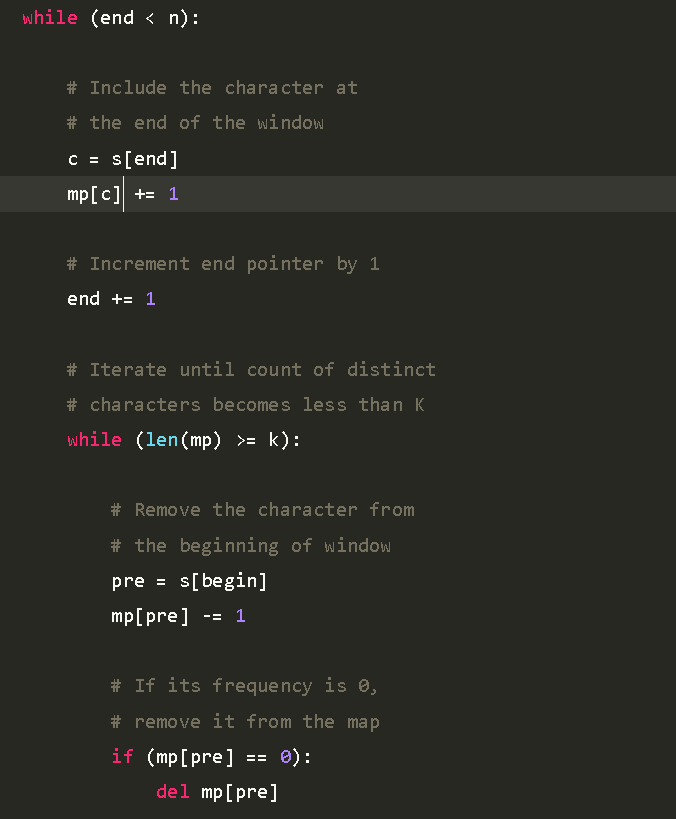 while (end < n):
# Include the character at
# the end of the window
c = s[end]
mp[c] += 1
# Increment end pointer by 1
end += 1
# Iterate until count of distinct
# characters becomes less than K
while (len(mp) >= k):
# Remove the character from
# the beginning of window
pre = s[begin]
mp[pre] -= 1
# If its frequency is 0,
# remove it from the map
if (mp[pre] == 0):
del mp[pre]